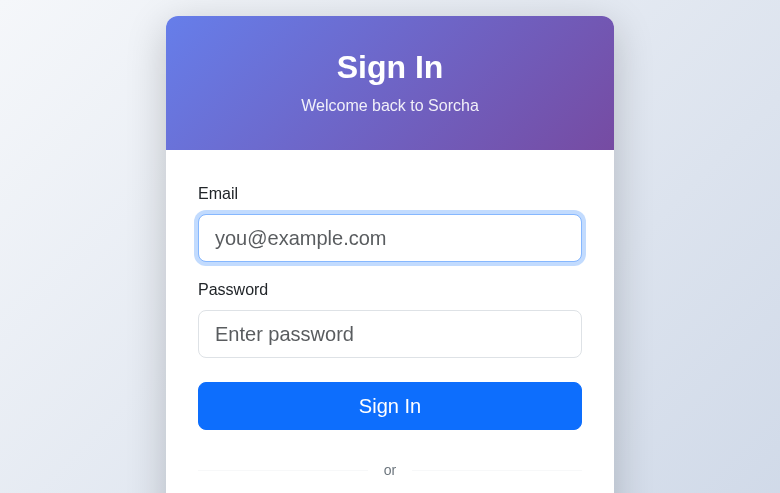 Sign In
Welcome back to Sorcha
Email
you@example.com
Password
Enter password
Sign In
or